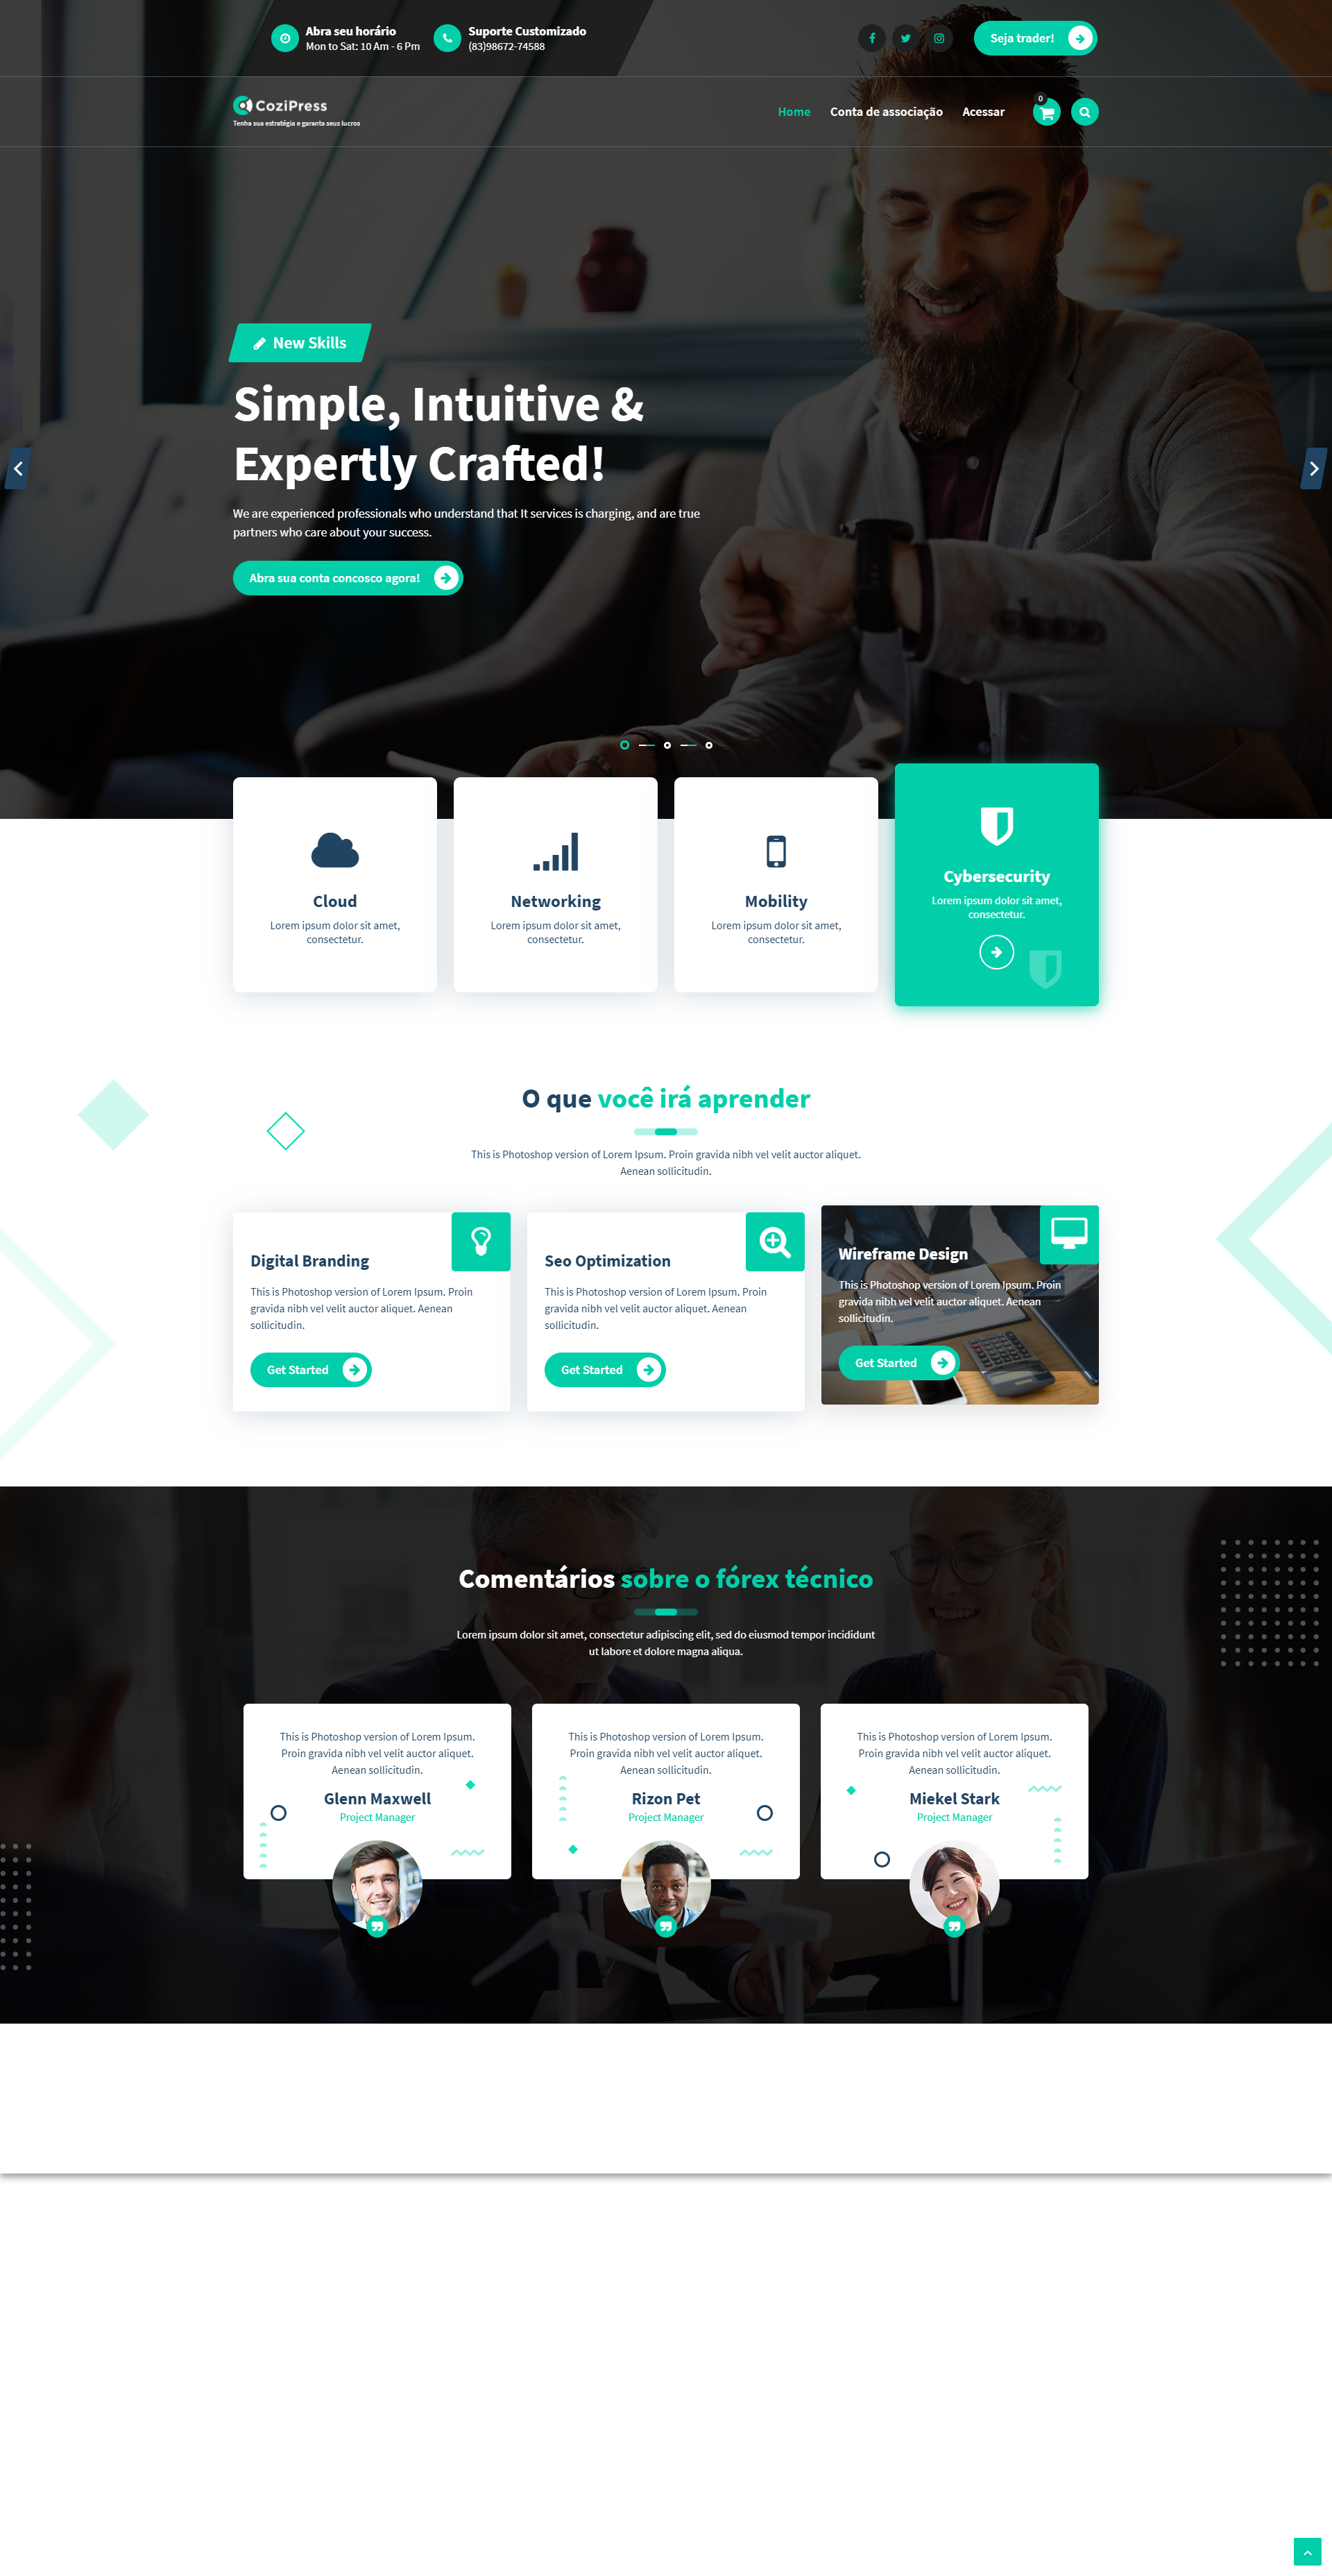 Abra seu horário
Mon to Sat: 10 Am - 6 Pm
Suporte Customizado
(83)98672-74588
Seja trader!
CoziPress
Tenha sua estratégia e garanta seus lucros
Home
Conta de associação
Acessar
0
New Skills
Simple, Intuitive &
Expertly Crafted!
We are experienced professionals who understand that It services is charging, and are true
partners who care about your success.
Abra sua conta concosco agora!
Cloud
Lorem ipsum dolor sit amet,
consectetur.
Networking
Lorem ipsum dolor sit amet,
consectetur.
Mobility
Lorem ipsum dolor sit amet,
consectetur.
Cybersecurity
Lorem ipsum dolor sit amet,
consectetur.
O que você irá aprender
This is Photoshop version of Lorem Ipsum. Proin gravida nibh vel velit auctor aliquet.
Aenean sollicitudin.
Digital Branding
This is Photoshop version of Lorem Ipsum. Proin
gravida nibh vel velit auctor aliquet. Aenean
sollicitudin.
Get Started
Seo Optimization
This is Photoshop version of Lorem Ipsum. Proin
gravida nibh vel velit auctor aliquet. Aenean
sollicitudin.
Get Started
Wireframe Design
This is Photoshop version of Lorem Ipsum. Proin
gravida nibh vel velit auctor aliquet. Aenean
sollicitudin.
Get Started
Comentários sobre o fórex técnico
Lorem ipsum dolor sit amet, consectetur adipiscing elit, sed do eiusmod tempor incididunt
ut labore et dolore magna aliqua.
This is Photoshop version of Lorem Ipsum.
Proin gravida nibh vel velit auctor aliquet.
Aenean sollicitudin.
Glenn Maxwell
Project Manager
This is Photoshop version of Lorem Ipsum.
Proin gravida nibh vel velit auctor aliquet.
Aenean sollicitudin.
Rizon Pet
Project Manager
This is Photoshop version of Lorem Ipsum.
Proin gravida nibh vel velit auctor aliquet.
Aenean sollicitudin.
Miekel Stark
Project Manager